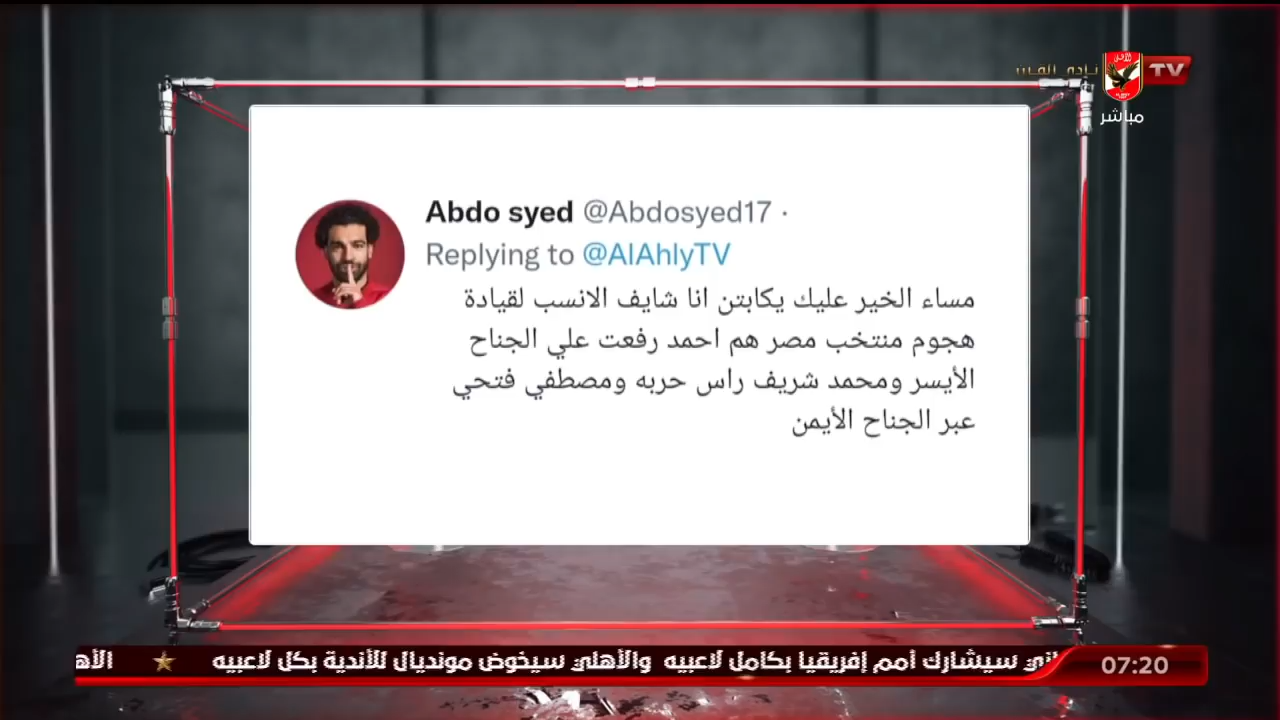 نادي القرن
TV
مباشر
Abdo syed @Abdosyed17 ·
Replying to @AlAhlyTV
مساء الخير عليك يكابتن انا شايف الانسب لقيادة
هجوم منتخب مصر هم احمد رفعت علي الجناح
الأيسر ومحمد شريف راس حربه ومصطفي فتحي
عبر الجناح الأيمن
سيشارك أمم إفريقيا بكامل لاعبيه والأهلي سيخوض مونديال للأندية بكل لاعبيه
07:20